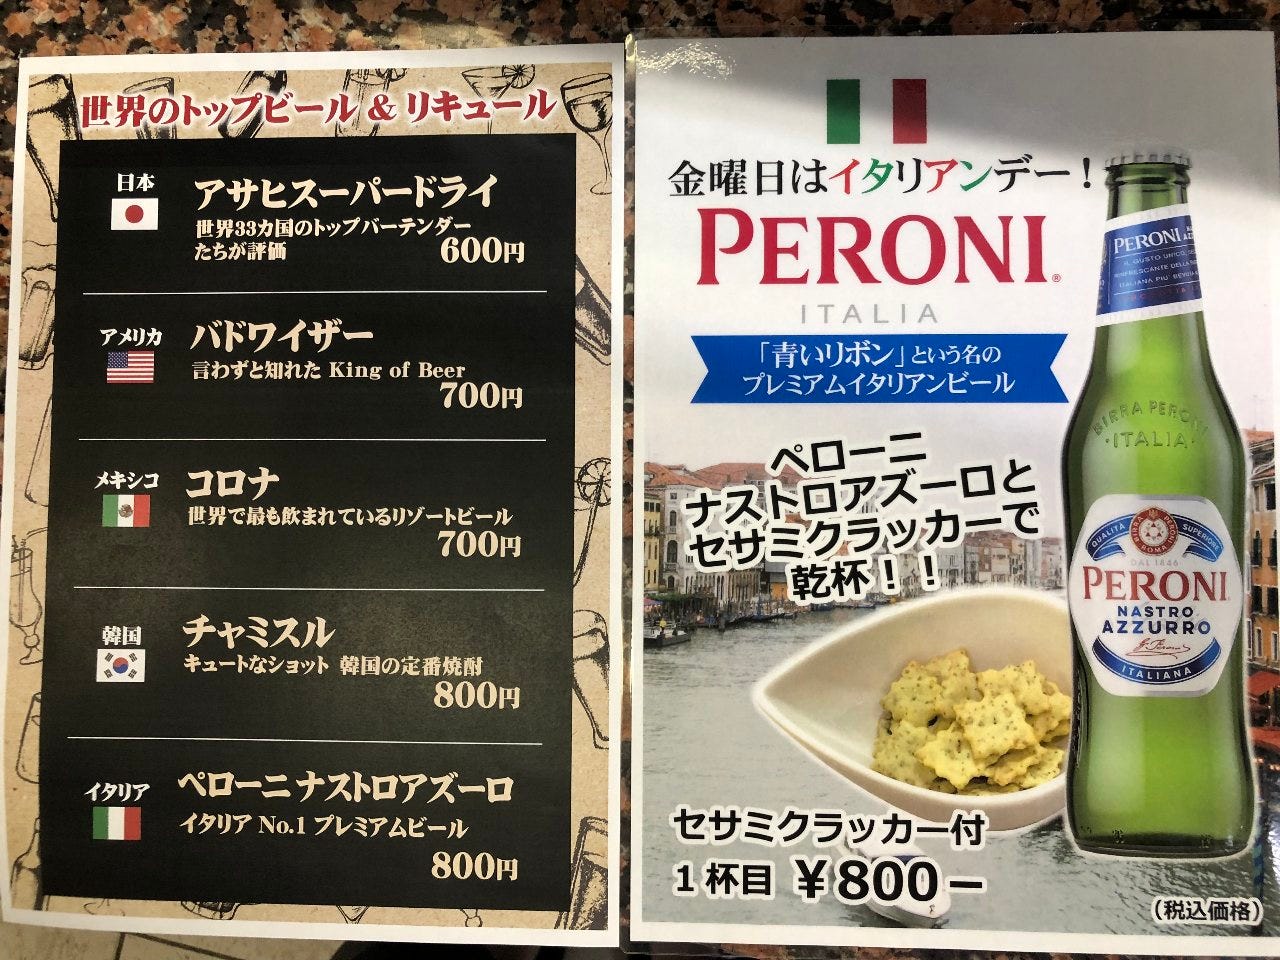 世界のトップビール & リキュール
日本
アサヒスーパードライ
世界33カ国のトップバーテンダー
たちが評価
600円
アメリカ
バドワイザー
言わずと知れた King of Beer
700円
メキシコ
コロナ
世界で最も飲まれているリゾートビール
700円
韓国
チャミスル
キュートなショット 韓国の定番焼酎
800円
イタリア
ペローニ ナストロアズーロ
イタリア No.1 プレミアムビール
800円
金曜日はイタリアンデー！
PERONI®
ITALIA
「青いリボン」という名の
プレミアムイタリアンビール
ペローニ
ナストロアズーロと
セサミクラッカーで
乾杯！！
セサミクラッカー付
1杯目 ￥800－
（税込価格）
PERONI
IL GUSTO UNICO
RINFRESCANTE DELLA
ITALIANA PIU'
BIRRA PERONI
·ITALIA·
QUALITÀ SUPERIORE
BIRRA PERONI ROMA
DAL 1846
PERONI
NASTRO
AZZURRO
ITALIANA